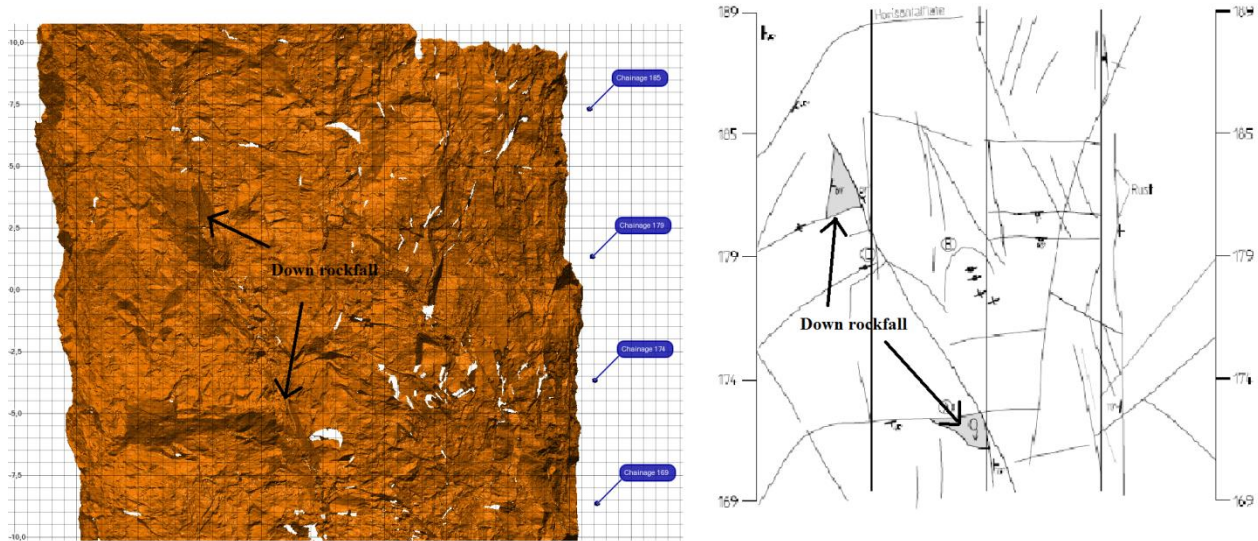 10,0
7,5
5,0
2,5
0,0
-2,5
-5,0
-7,5
-10,0
Chainage 185
Chainage 179
Chainage 174
Chainage 169
Down rockfall
189
185
179
174
169
189
185
179
174
169
Rust
Down rockfall
9